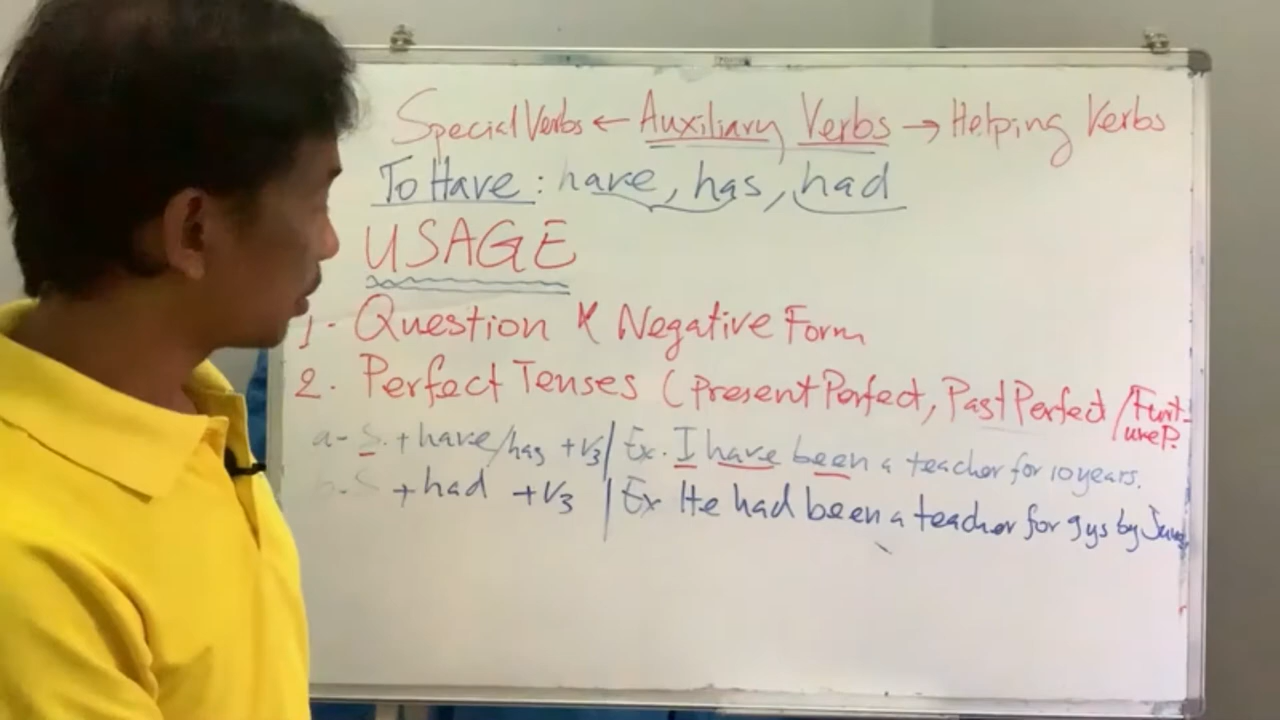 Special Verbs ← Auxiliary Verbs → Helping Verbs
To Have : have, has, had
USAGE
1- Question & Negative Form
2. Perfect Tenses (Present Perfect, Past Perfect / Furt-
ure P.
a- S. + have/has + V3 | Ex. I have been a teacher for 10 years.
b-S + had + V3 | Ex He had been a teacher for 9 ys by